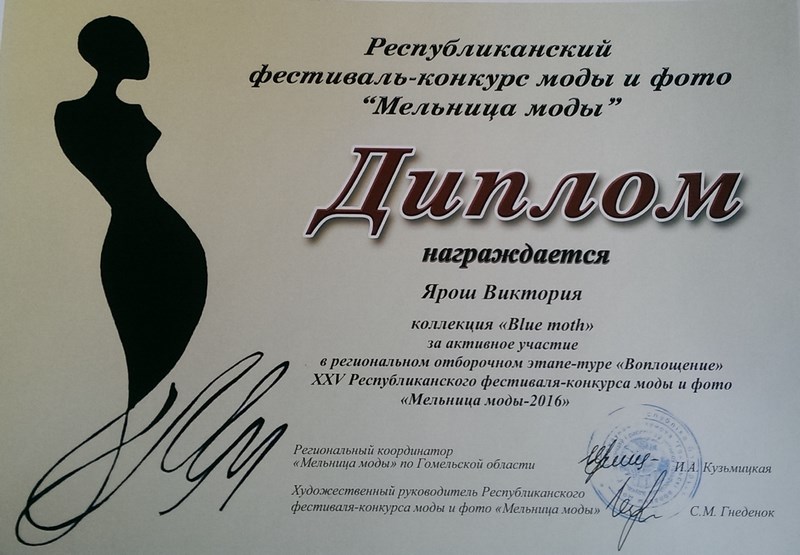 Республиканский
фестиваль-конкурс моды и фото
“Мельница моды”
Диплом
награждается
Ярош Виктория
коллекция «Blue moth»
за активное участие
в региональном отборочном этапе-туре «Воплощение»
XXV Республиканского фестиваля-конкурса моды и фото
«Мельница моды-2016»
Региональный координатор
«Мельница моды» по Гомельской области
И.А. Кузьмицкая
Художественный руководитель Республиканского
фестиваля-конкурса моды и фото «Мельница моды»
С.М. Гнеденок